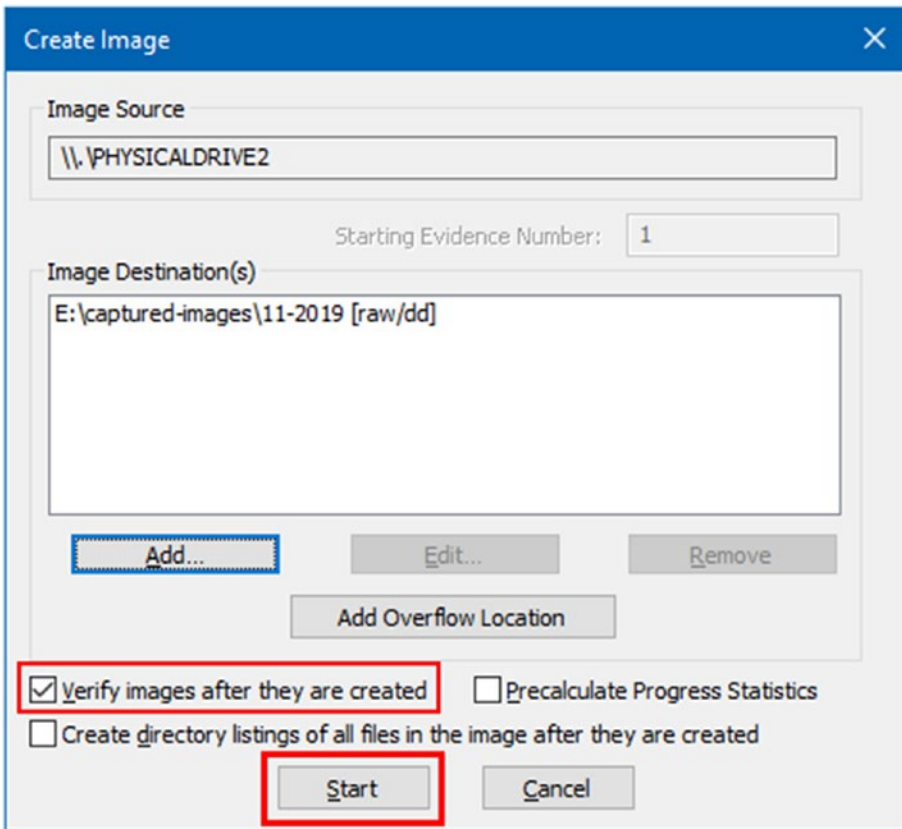 Create Image
Image Source
\\.\PHYSICALDRIVE2
Starting Evidence Number: 1
Image Destination(s)
E:\captured-images\11-2019 [raw/dd]
Add... Edit... Remove
Add Overflow Location
Verify images after they are created Precalculate Progress Statistics
Create directory listings of all files in the image after they are created
Start Cancel